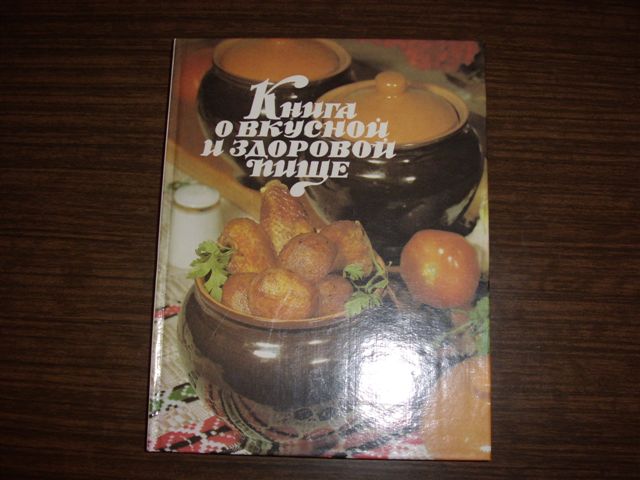 Книга
о вкусной
и здоровой
пище